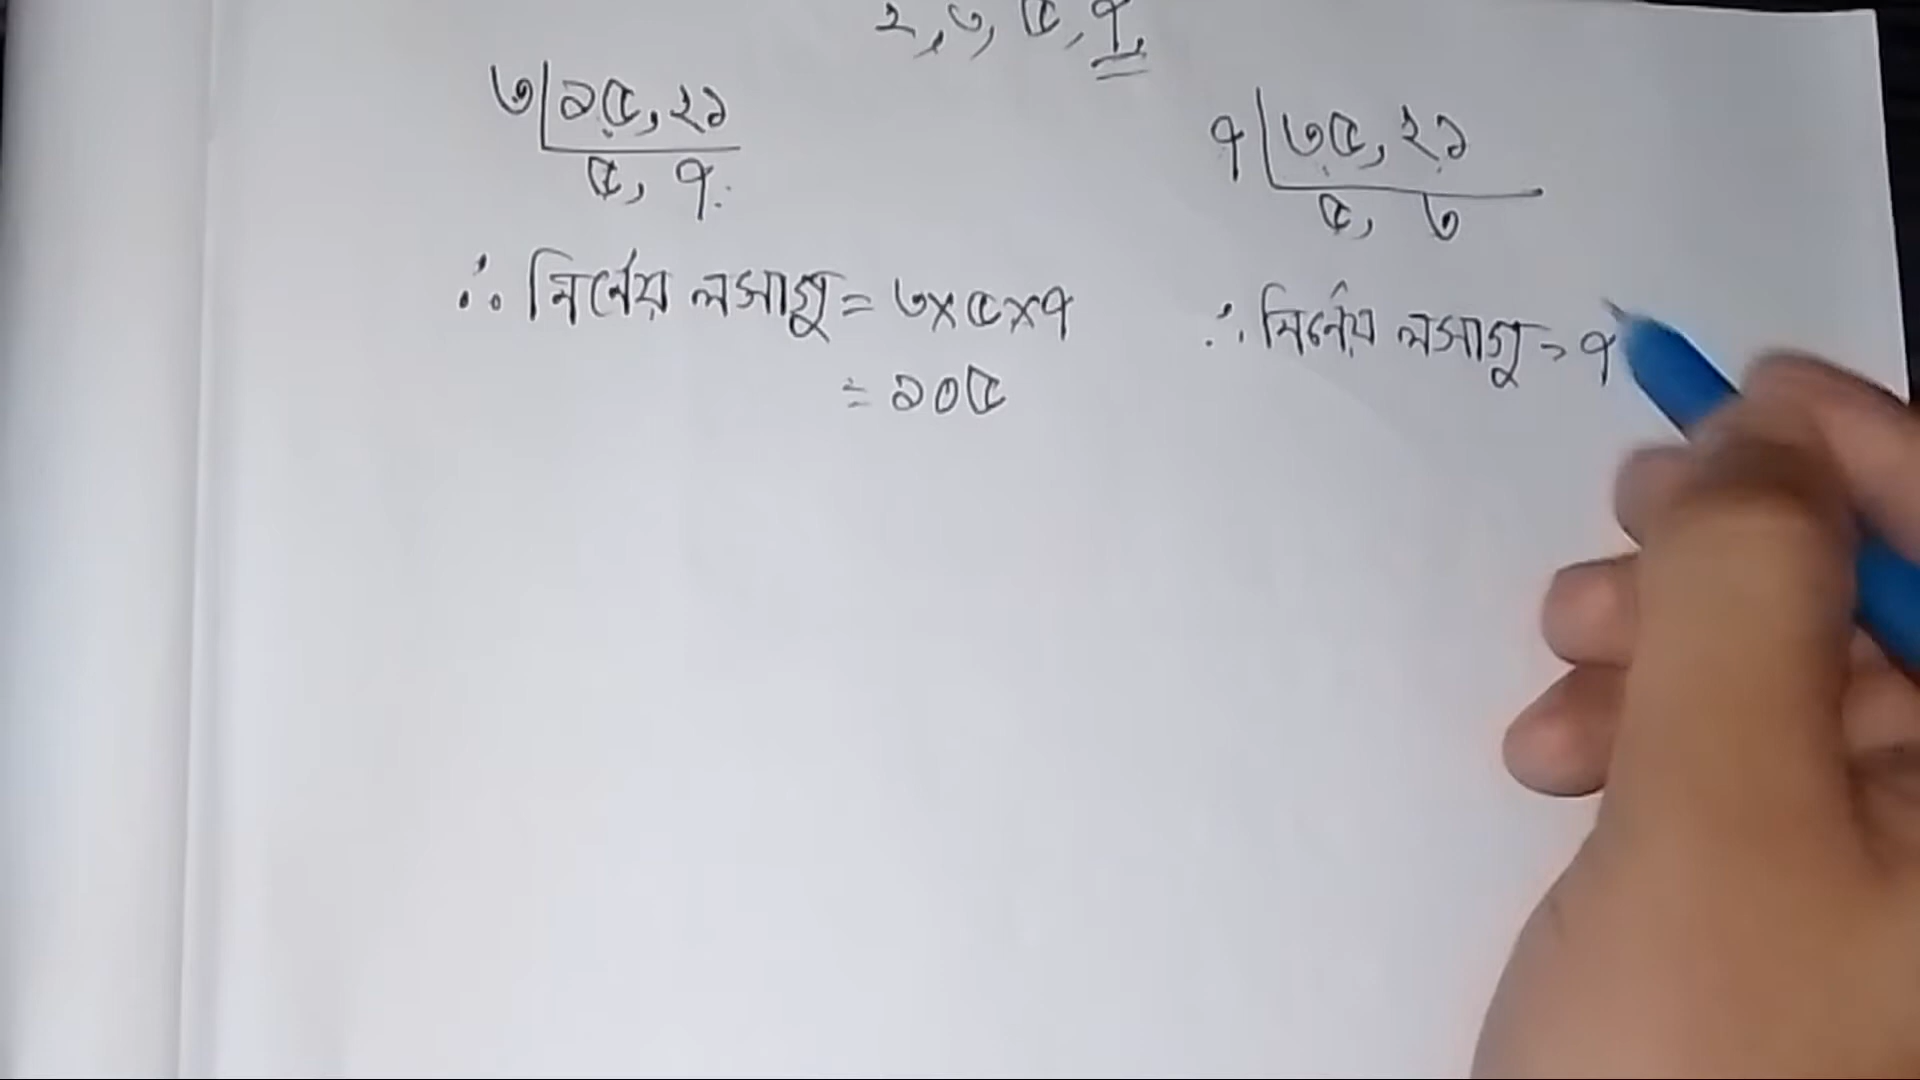 ২, ৩, ৫, ৭,
৩ ১৫, ২১
৫, ৭
∴ নির্ণেয় লসাগু = ৩×৫×৭
= ১০৫
৭ ৩৫, ২১
৫, ৩
∴ নির্ণেয় লসাগু = ৭